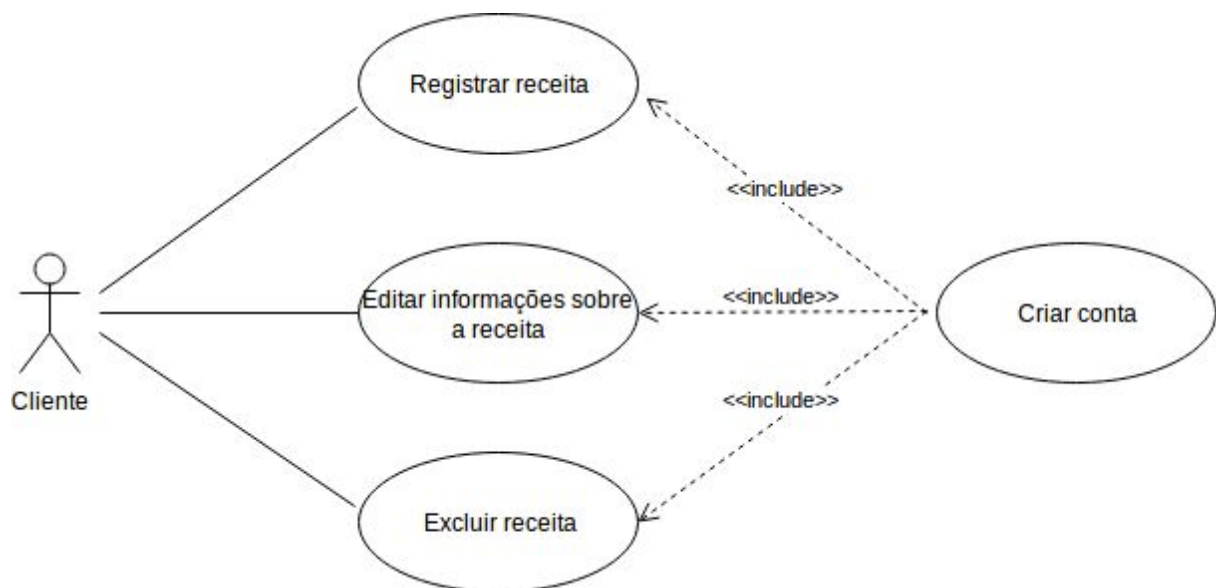 Registrar receita
<<include>>
Editar informações sobre
a receita
<<include>>
Criar conta
Cliente
<<include>>
Excluir receita